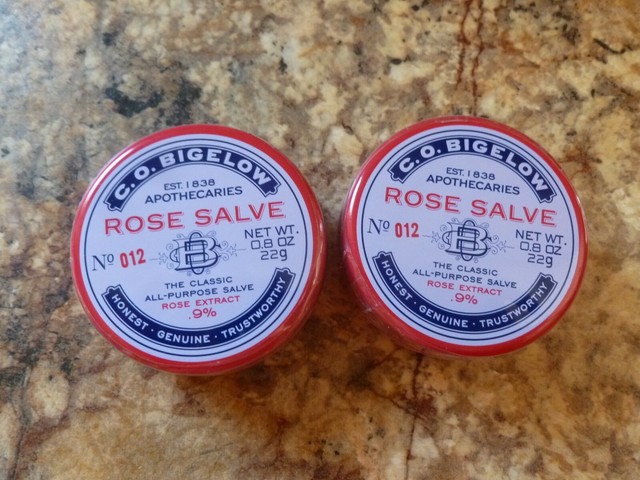 C.O. BIGELOW
EST. 1838
APOTHECARIES
ROSE SALVE
Nº 012
NET WT.
0.8 OZ
22g
THE CLASSIC
ALL-PURPOSE SALVE
ROSE EXTRACT
.9%
HONEST · GENUINE · TRUSTWORTHY
C.O. BIGELOW
EST. 1838
APOTHECARIES
ROSE SALVE
Nº 012
NET WT.
0.8 OZ
22g
THE CLASSIC
ALL-PURPOSE SALVE
ROSE EXTRACT
.9%
HONEST · GENUINE · TRUSTWORTHY